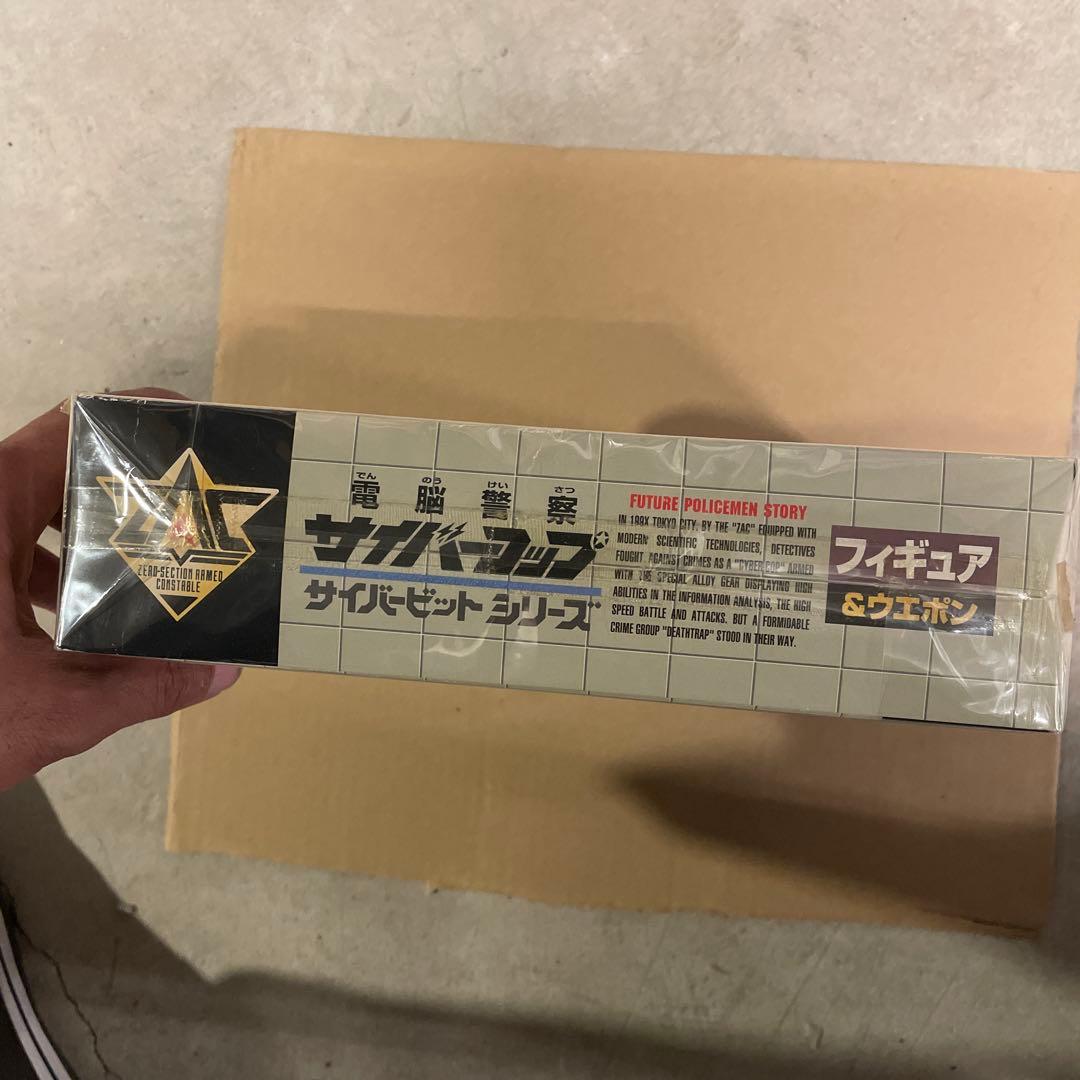 ZAC
ZERO-SECTION ARMED
CONSTABLE
でん のう けい さつ
電脳警察
サイバーコップ
サイバービット シリーズ
FUTURE POLICEMEN STORY
IN 199X TOKYO CITY, BY THE "ZAC" EQUIPPED WITH
MODERN SCIENTIFIC TECHNOLOGIES, DETECTIVES
FOUGHT AGAINST CRIMES AS A "CYBER COP" ARMED
WITH THE SPECIAL ALLOY GEAR DISPLAYING HIGH
ABILITIES IN THE INFORMATION ANALYSIS, THE HIGH
SPEED BATTLE AND ATTACKS. BUT A FORMIDABLE
CRIME GROUP "DEATHTRAP" STOOD IN THEIR WAY.
フィギュア
&ウエポン